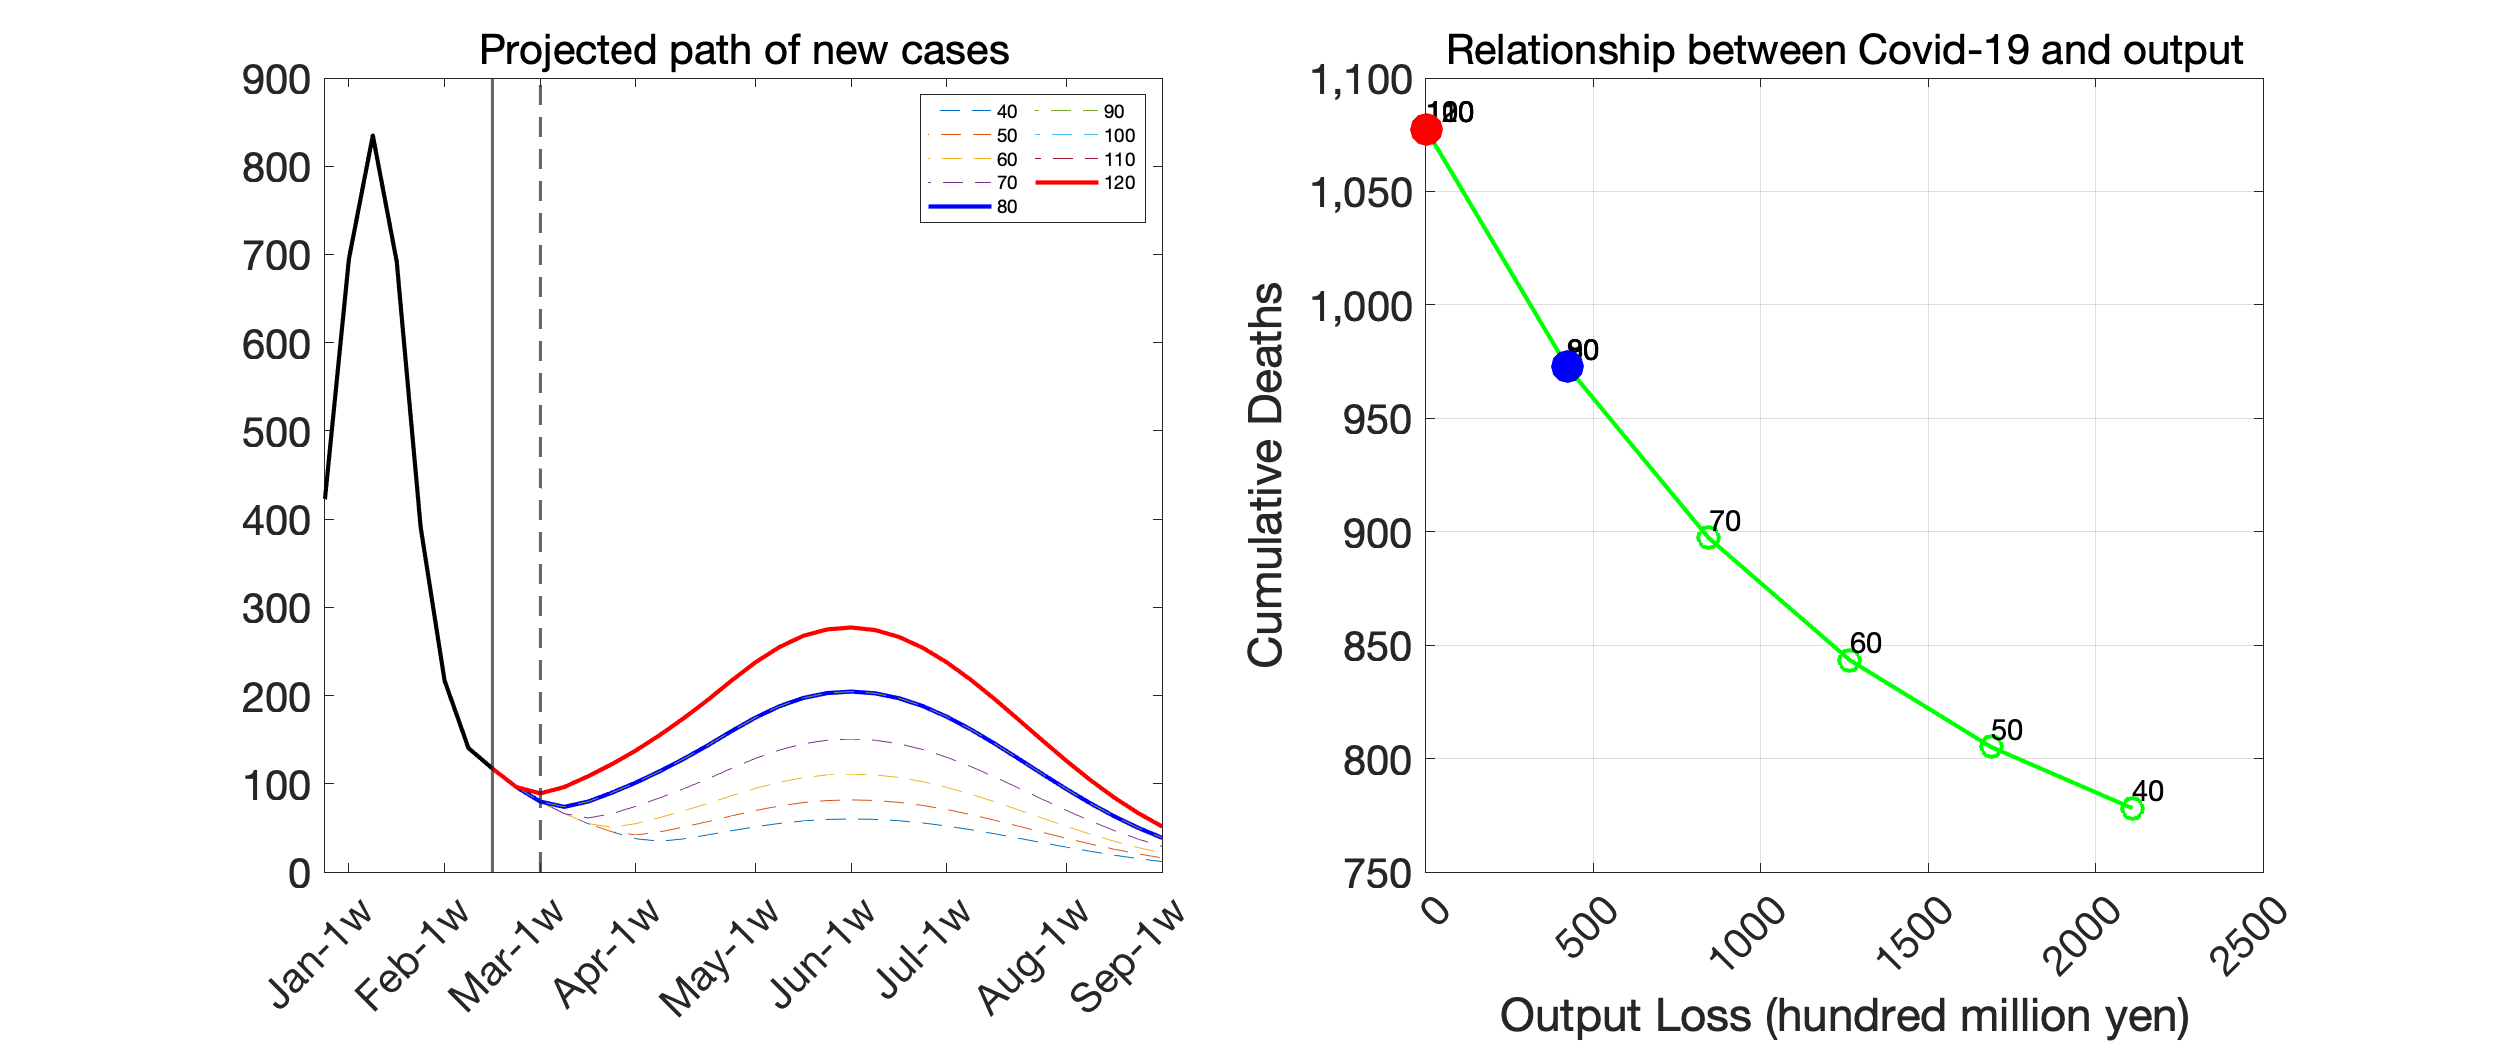 Projected path of new cases
900
800
700
600
500
400
300
200
100
0
40
50
60
70
80
90
100
110
120
Jan-1w
Feb-1w
Mar-1w
Apr-1w
May-1w
Jun-1w
Jul-1w
Aug-1w
Sep-1w
Relationship between Covid-19 and output
Cumulative Deaths
1,100
1,050
1,000
950
900
850
800
750
70
60
50
40
0
500
1000
1500
2000
2500
Output Loss (hundred million yen)